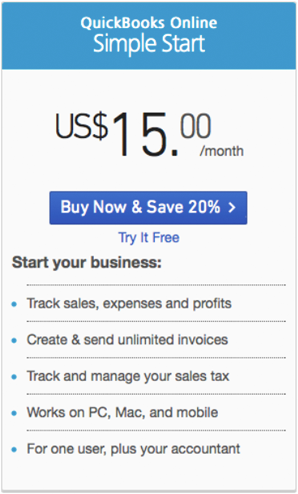 QuickBooks Online
Simple Start
US$15.00
/month
Buy Now & Save 20% >
Try It Free
Start your business:
• Track sales, expenses and profits
• Create & send unlimited invoices
• Track and manage your sales tax
• Works on PC, Mac, and mobile
• For one user, plus your accountant